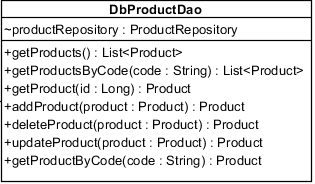 DbProductDao
~productRepository : ProductRepository
+getProducts() : List<Product>
+getProductsByCode(code : String) : List<Product>
+getProduct(id : Long) : Product
+addProduct(product : Product) : Product
+deleteProduct(product : Product) : Product
+updateProduct(product : Product) : Product
+getProductByCode(code : String) : Product